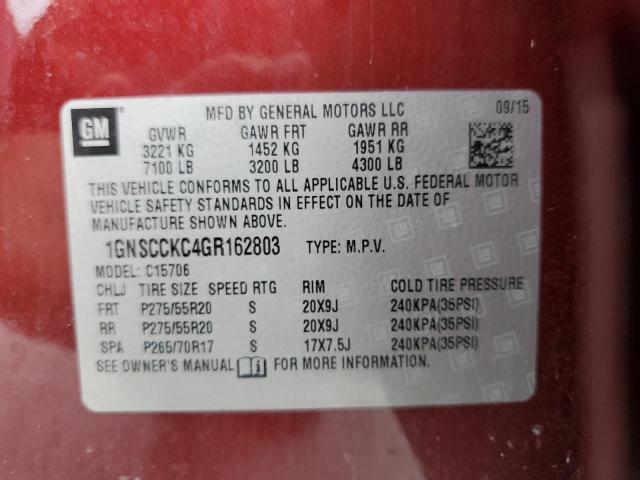 GM
MFD BY GENERAL MOTORS LLC 09/15
GVWR GAWR FRT GAWR RR
3221 KG 1452 KG 1951 KG
7100 LB 3200 LB 4300 LB
THIS VEHICLE CONFORMS TO ALL APPLICABLE U.S. FEDERAL MOTOR
VEHICLE SAFETY STANDARDS IN EFFECT ON THE DATE OF
MANUFACTURE SHOWN ABOVE.
1GNSCCKC4GR162803 TYPE: M.P.V.
MODEL: C15706
CHLJ TIRE SIZE SPEED RTG RIM COLD TIRE PRESSURE
FRT P275/55R20 S 20X9J 240KPA(35PSI)
RR P275/55R20 S 20X9J 240KPA(35PSI)
SPA P265/70R17 S 17X7.5J 240KPA(35PSI)
SEE OWNER'S MANUAL i FOR MORE INFORMATION.